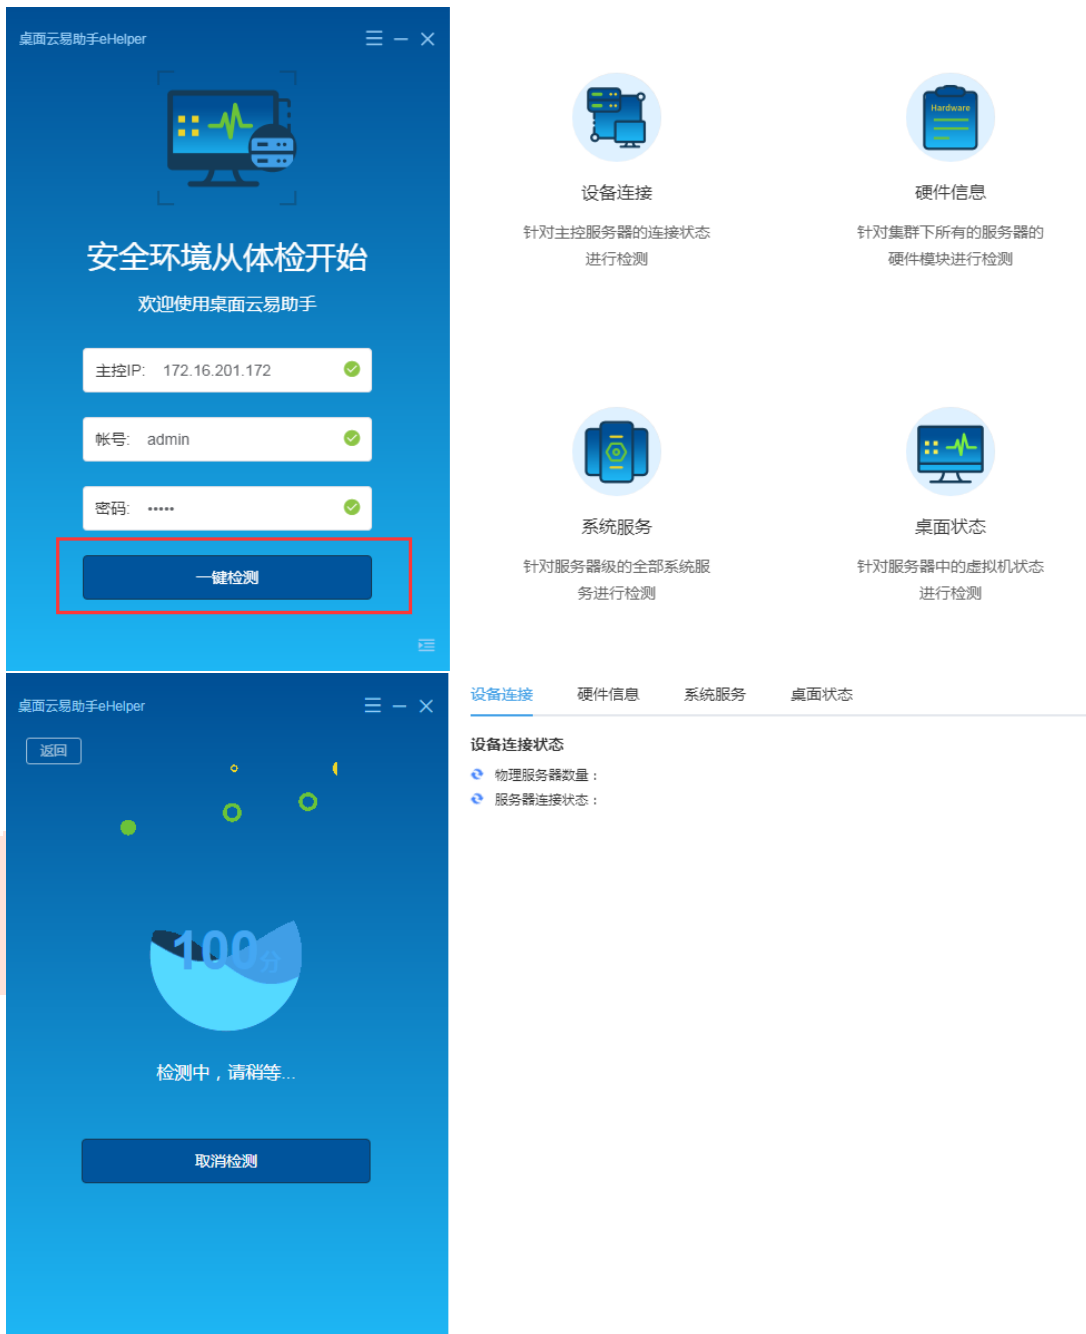 桌面云易助手eHelper
安全环境从体检开始
欢迎使用桌面云易助手
主控IP: 172.16.201.172
帐号: admin
密码: •••••
一键检测
Hardware
设备连接
针对主控服务器的连接状态
进行检测
硬件信息
针对集群下所有的服务器的
硬件模块进行检测
系统服务
针对服务器级的全部系统服
务进行检测
桌面状态
针对服务器中的虚拟机状态
进行检测
桌面云易助手eHelper
返回
100分
检测中，请稍等...
取消检测
设备连接 硬件信息 系统服务 桌面状态
设备连接状态
物理服务器数量：
服务器连接状态：